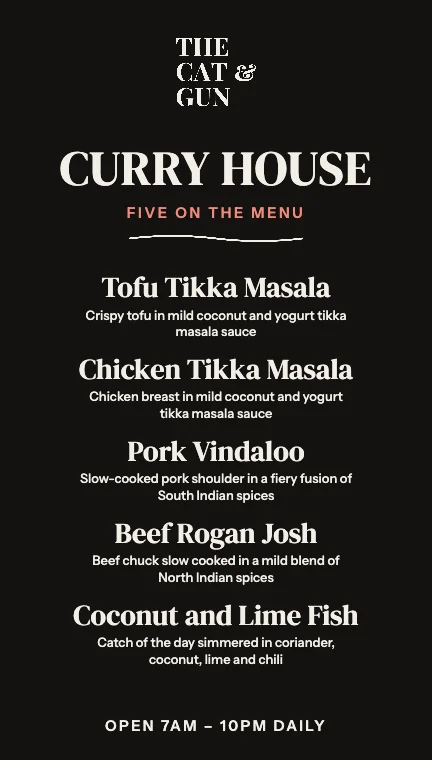 THE
CAT &
GUN
CURRY HOUSE
FIVE ON THE MENU
Tofu Tikka Masala
Crispy tofu in mild coconut and yogurt tikka
masala sauce
Chicken Tikka Masala
Chicken breast in mild coconut and yogurt
tikka masala sauce
Pork Vindaloo
Slow-cooked pork shoulder in a fiery fusion of
South Indian spices
Beef Rogan Josh
Beef chuck slow cooked in a mild blend of
North Indian spices
Coconut and Lime Fish
Catch of the day simmered in coriander,
coconut, lime and chili
OPEN 7AM – 10PM DAILY